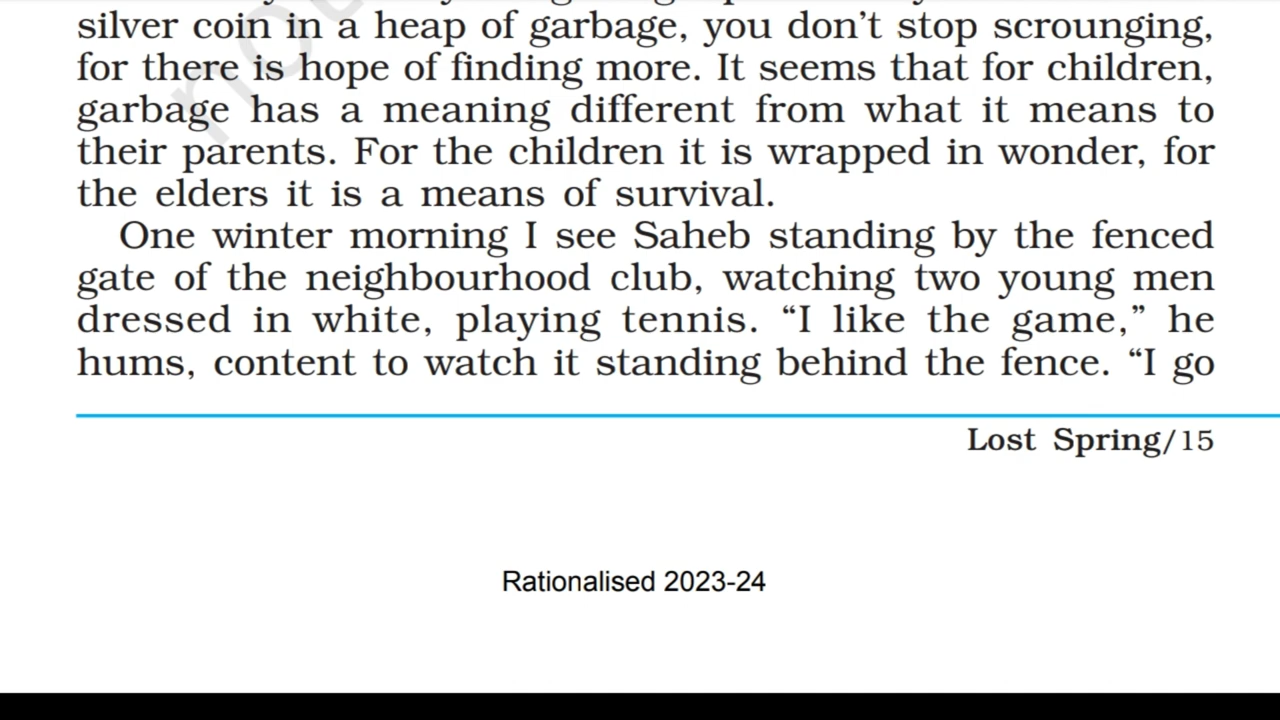 silver coin in a heap of garbage, you don’t stop scrounging,
for there is hope of finding more. It seems that for children,
garbage has a meaning different from what it means to
their parents. For the children it is wrapped in wonder, for
the elders it is a means of survival.
One winter morning I see Saheb standing by the fenced
gate of the neighbourhood club, watching two young men
dressed in white, playing tennis. “I like the game,” he
hums, content to watch it standing behind the fence. “I go
Lost Spring/15
Rationalised 2023-24